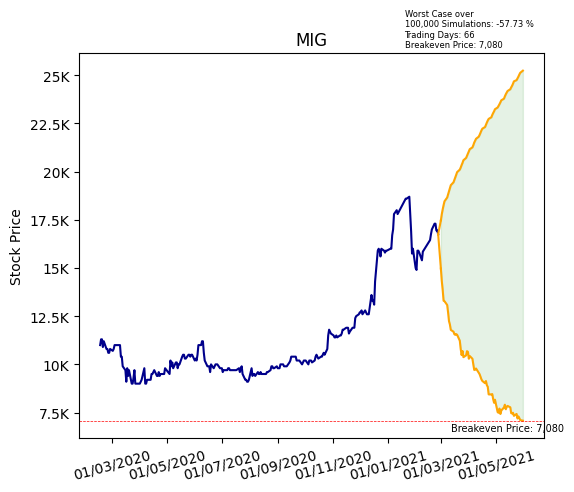 Worst Case over
100,000 Simulations: -57.73 %
Trading Days: 66
Breakeven Price: 7,080
MIG
Stock Price
25K
22.5K
20K
17.5K
15K
12.5K
10K
7.5K
Breakeven Price: 7,080
01/03/2020
01/05/2020
01/07/2020
01/09/2020
01/11/2020
01/01/2021
01/03/2021
01/05/2021